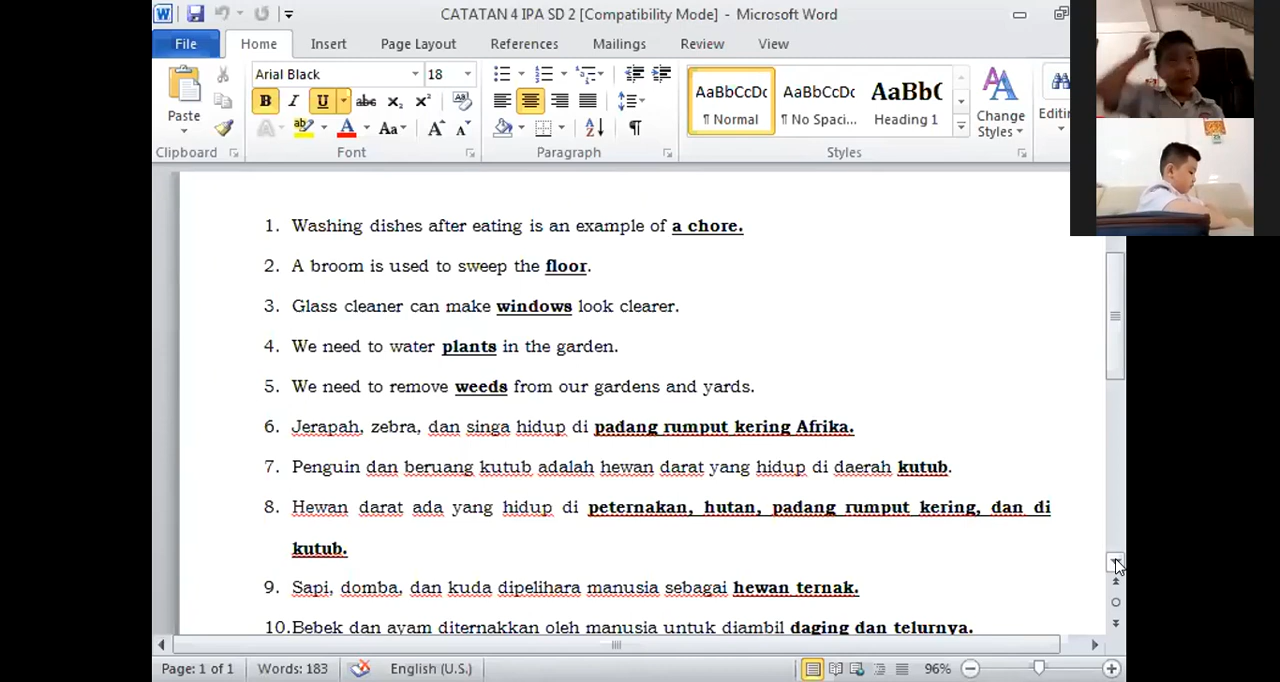 CATATAN 4 IPA SD 2 [Compatibility Mode] - Microsoft Word
File Home Insert Page Layout References Mailings Review View
Arial Black 18
AaBbCcDc AaBbCcDc AaBbC
Paste
B I U abc X₂ X²
¶ Normal ¶ No Spaci... Heading 1
Change Styles
Editin
Aa A A
Clipboard Font Paragraph Styles
1. Washing dishes after eating is an example of a chore.
2. A broom is used to sweep the floor.
3. Glass cleaner can make windows look clearer.
4. We need to water plants in the garden.
5. We need to remove weeds from our gardens and yards.
6. Jerapah, zebra, dan singa hidup di padang rumput kering Afrika.
7. Penguin dan beruang kutub adalah hewan darat yang hidup di daerah kutub.
8. Hewan darat ada yang hidup di peternakan, hutan, padang rumput kering, dan di
kutub.
9. Sapi, domba, dan kuda dipelihara manusia sebagai hewan ternak.
10.Bebek dan ayam diternakkan oleh manusia untuk diambil daging dan telurnya.
Page: 1 of 1 Words: 183 English (U.S.) 96%